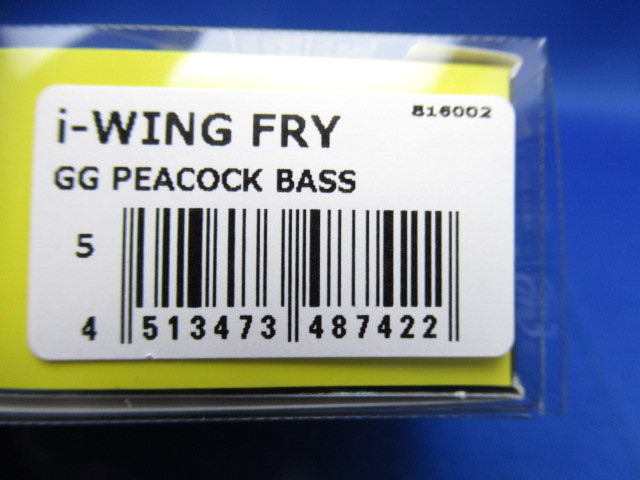 i-WING FRY
816002
GG PEACOCK BASS
5
4 513473 487422